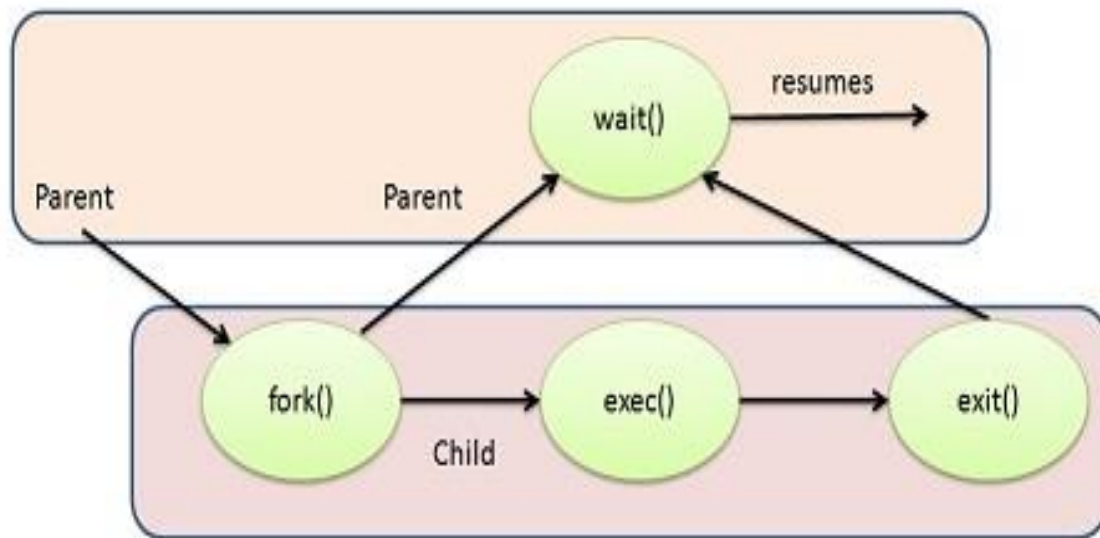 resumes
wait()
Parent
Parent
fork()
exec()
exit()
Child